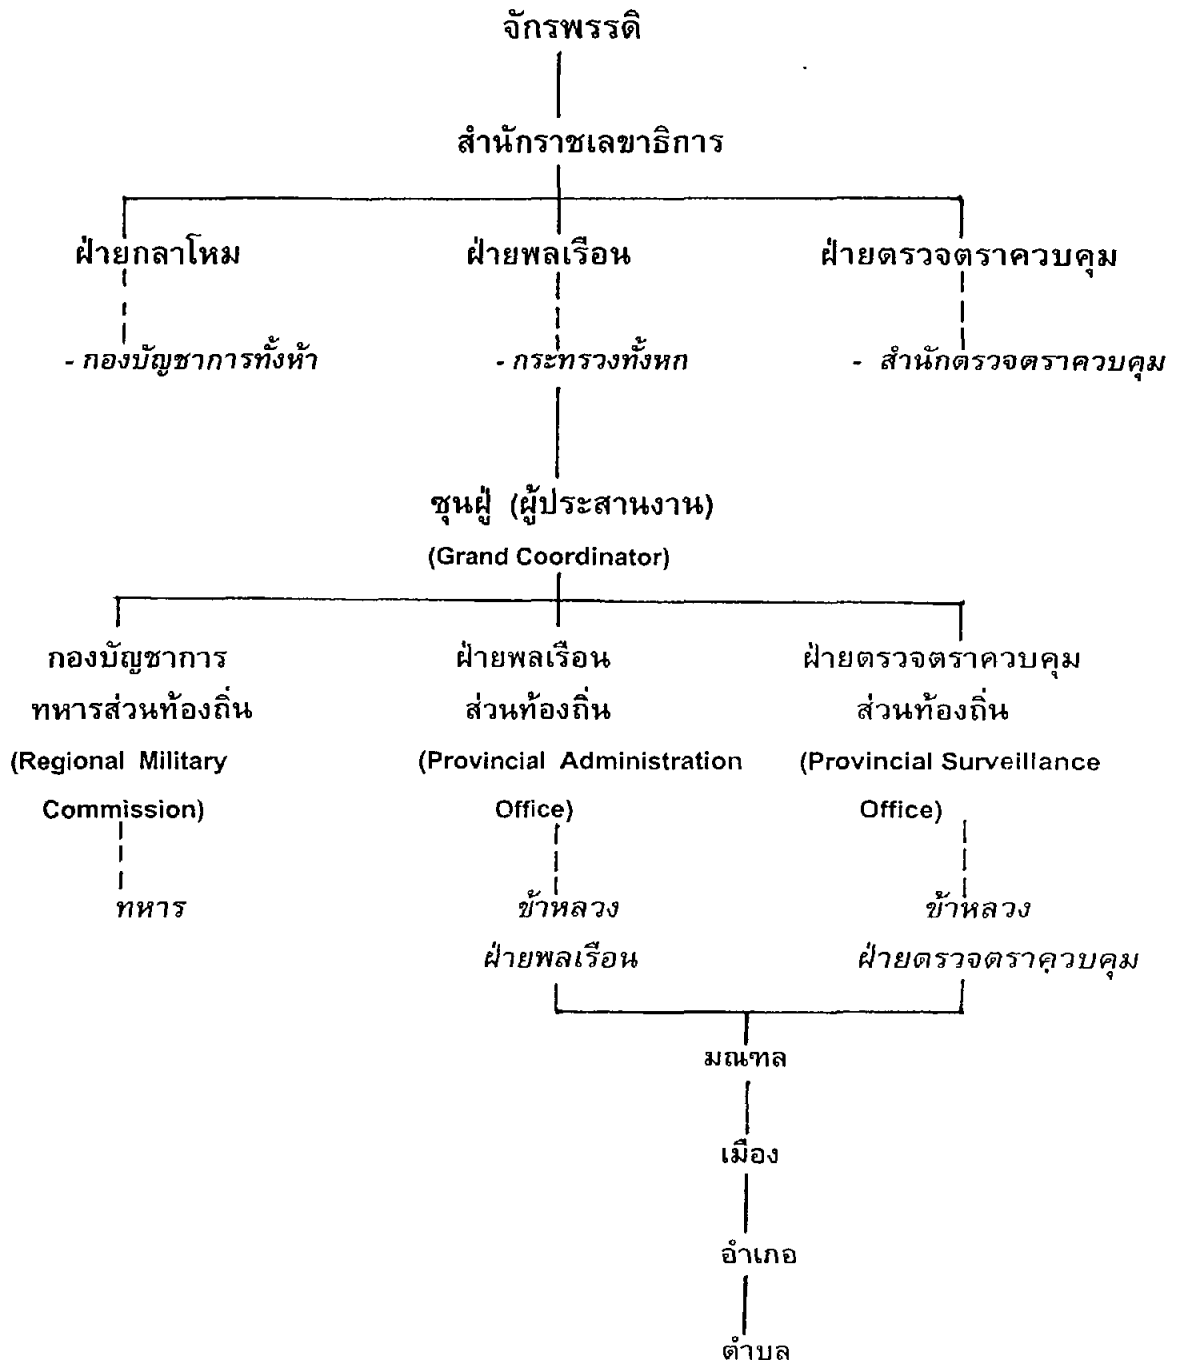 จักรพรรดิ
สำนักราชเลขาธิการ
ฝ่ายกลาโหม ฝ่ายพลเรือน ฝ่ายตรวจตราควบคุม
- กองบัญชาการทั้งห้า - กระทรวงทั้งหก - สำนักตรวจตราควบคุม
ซุนฝู่ (ผู้ประสานงาน)
(Grand Coordinator)
กองบัญชาการ ฝ่ายพลเรือน ฝ่ายตรวจตราควบคุม
ทหารส่วนท้องถิ่น ส่วนท้องถิ่น ส่วนท้องถิ่น
(Regional Military (Provincial Administration (Provincial Surveillance
Commission) Office) Office)
ทหาร ข้าหลวง ข้าหลวง
ฝ่ายพลเรือน ฝ่ายตรวจตราควบคุม
มณฑล
เมือง
อำเภอ
ตำบล